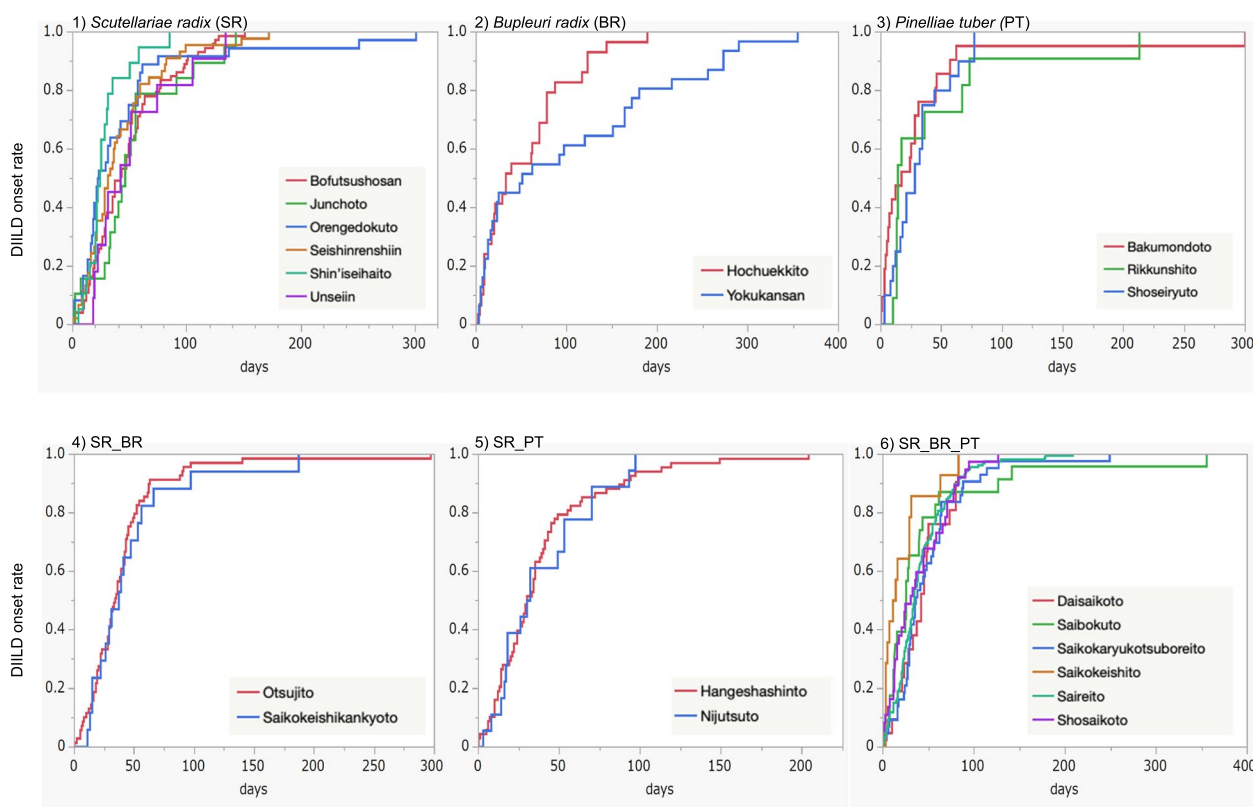 1) Scutellariae radix (SR)
2) Bupleuri radix (BR)
3) Pinelliae tuber (PT)
DIILD onset rate
1.0
0.8
0.6
0.4
0.2
0
Bofutsushosan
Junchoto
Orengedokuto
Seishinrenshiin
Shin'iseihaito
Unseiin
0 100 200 300
days
1.0
0.8
0.6
0.4
0.2
0
Hochuekkito
Yokukansan
0 100 200 300 400
days
1.0
0.8
0.6
0.4
0.2
0
Bakumondoto
Rikkunshito
Shoseiryuto
0 50 100 150 200 250 300
days
4) SR_BR
5) SR_PT
6) SR_BR_PT
DIILD onset rate
1.0
0.8
0.6
0.4
0.2
0
Otsujito
Saikokeishikankyoto
0 50 100 150 200 250 300
days
1.0
0.8
0.6
0.4
0.2
0
Hangeshashinto
Nijutsuto
0 50 100 150 200
days
1.0
0.8
0.6
0.4
0.2
0
Daisaikoto
Saibokuto
Saikokaryukotsuboreito
Saikokeishito
Saireito
Shosaikoto
0 100 200 300 400
days